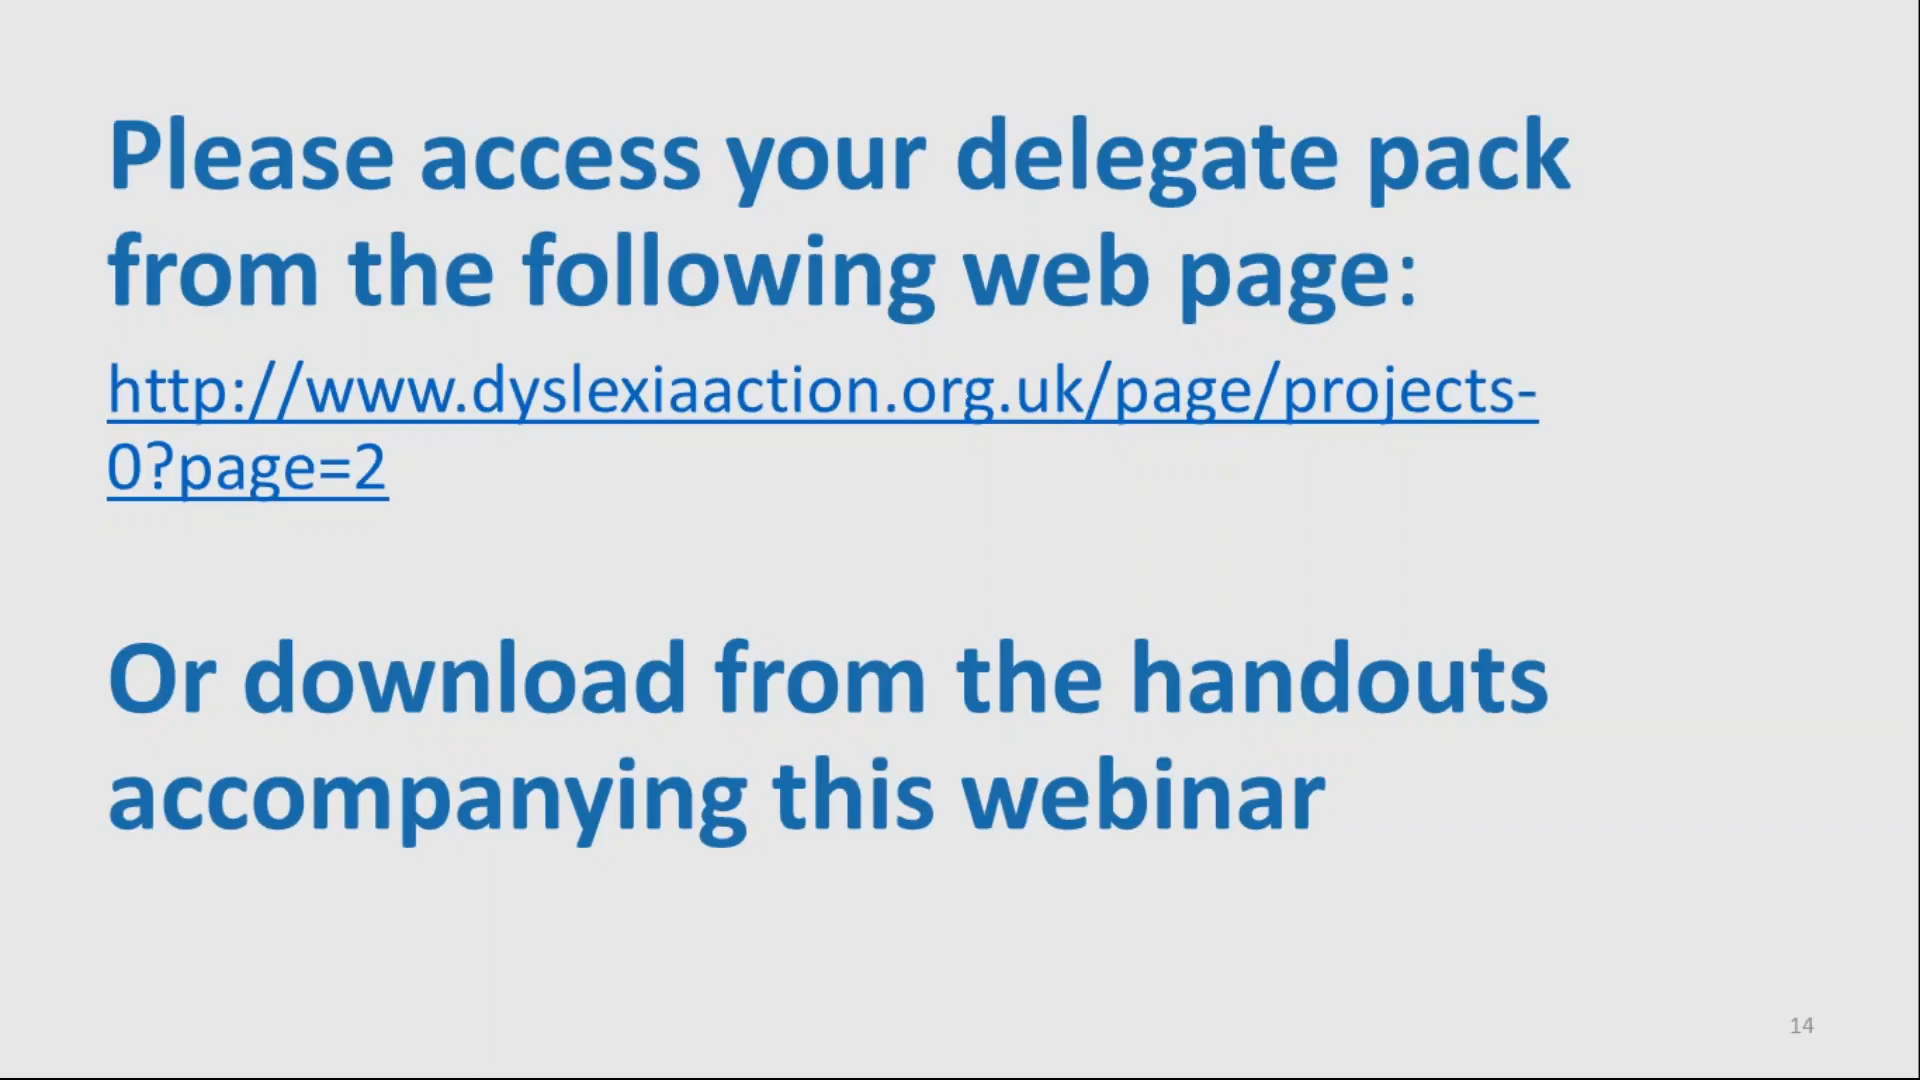 Please access your delegate pack
from the following web page:
http://www.dyslexiaaction.org.uk/page/projects-
0?page=2
Or download from the handouts
accompanying this webinar
14